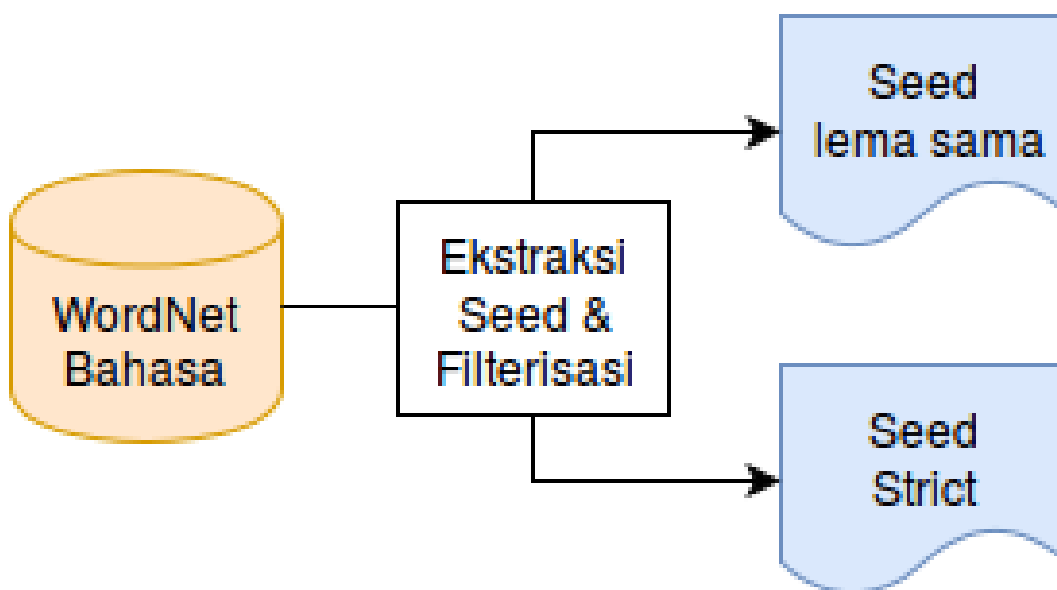 WordNet
Bahasa
Ekstraksi
Seed &
Filterisasi
Seed
lema sama
Seed
Strict